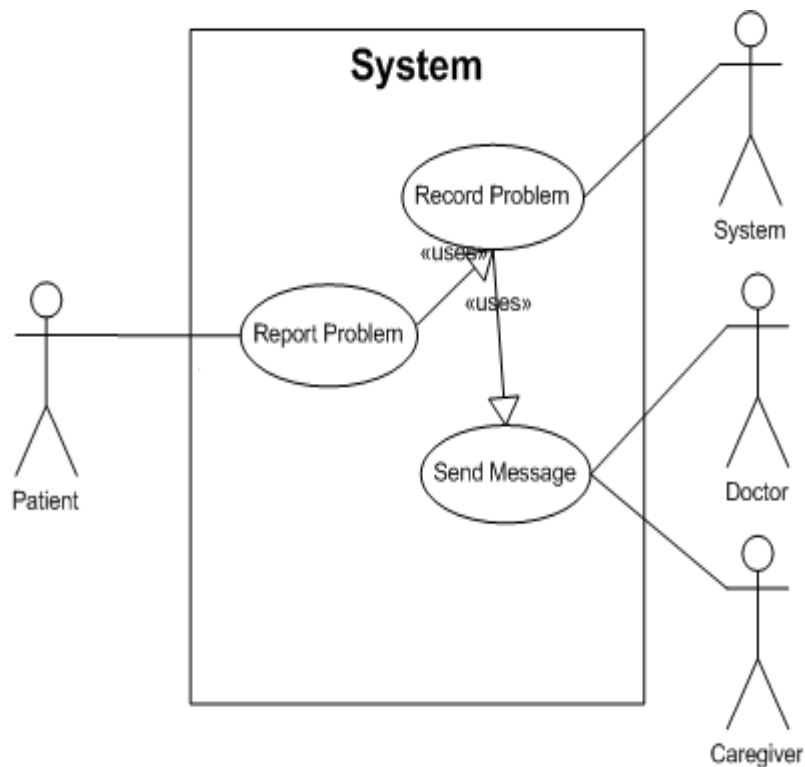 System
Record Problem
«uses»
System
«uses»
Report Problem
Patient
Send Message
Doctor
Caregiver